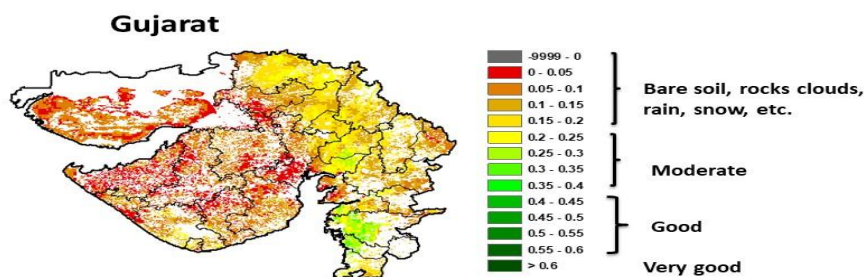 Gujarat
-9999 - 0
0 - 0.05
0.05 - 0.1
0.1 - 0.15
0.15 - 0.2
0.2 - 0.25
0.25 - 0.3
0.3 - 0.35
0.35 - 0.4
0.4 - 0.45
0.45 - 0.5
0.5 - 0.55
0.55 - 0.6
> 0.6
Bare soil, rocks clouds,
rain, snow, etc.
Moderate
Good
Very good